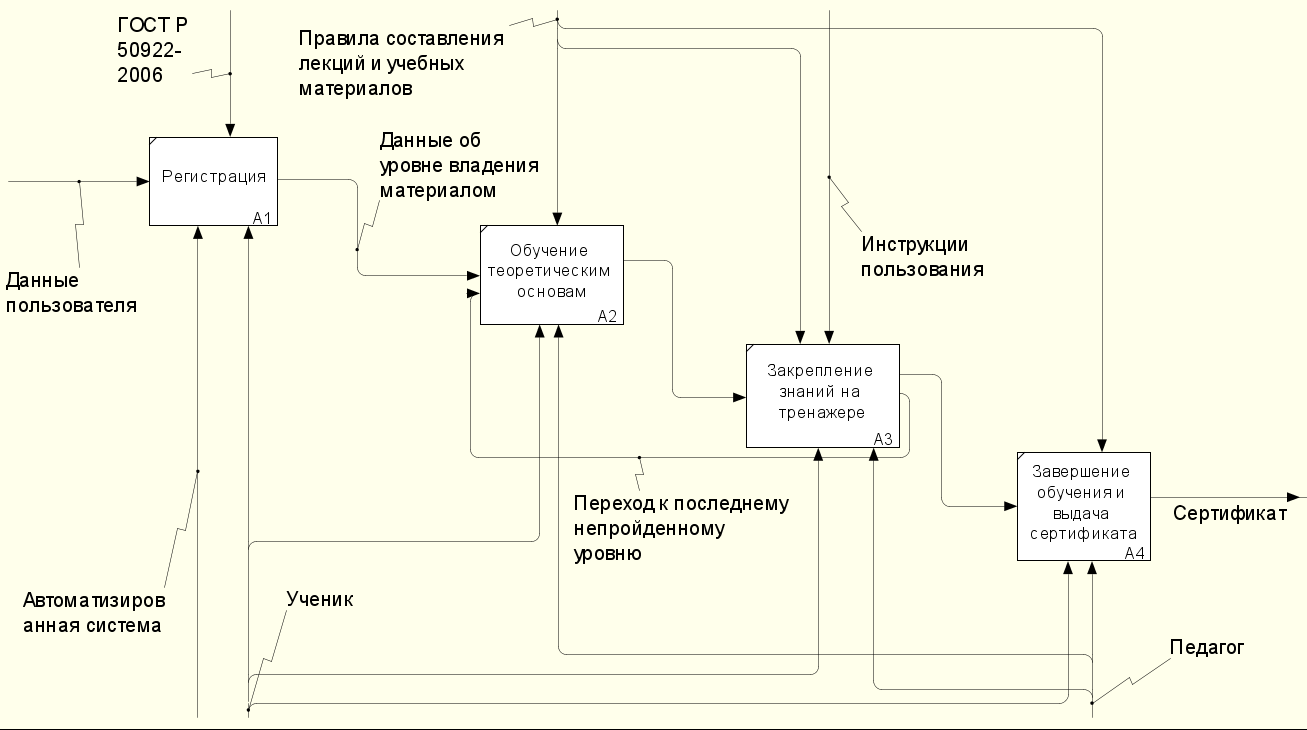 ГОСТ Р
50922-
2006
Правила составления
лекций и учебных
материалов
Данные об
уровне владения
материалом
Регистрация
A1
Данные
пользователя
Обучение
теоретическим
основам
A2
Инструкции
пользования
Закрепление
знаний на
тренажере
A3
Завершение
обучения и
выдача
сертификата
A4
Сертификат
Переход к последнему
непройденному
уровню
Автоматизиров
анная система
Ученик
Педагог